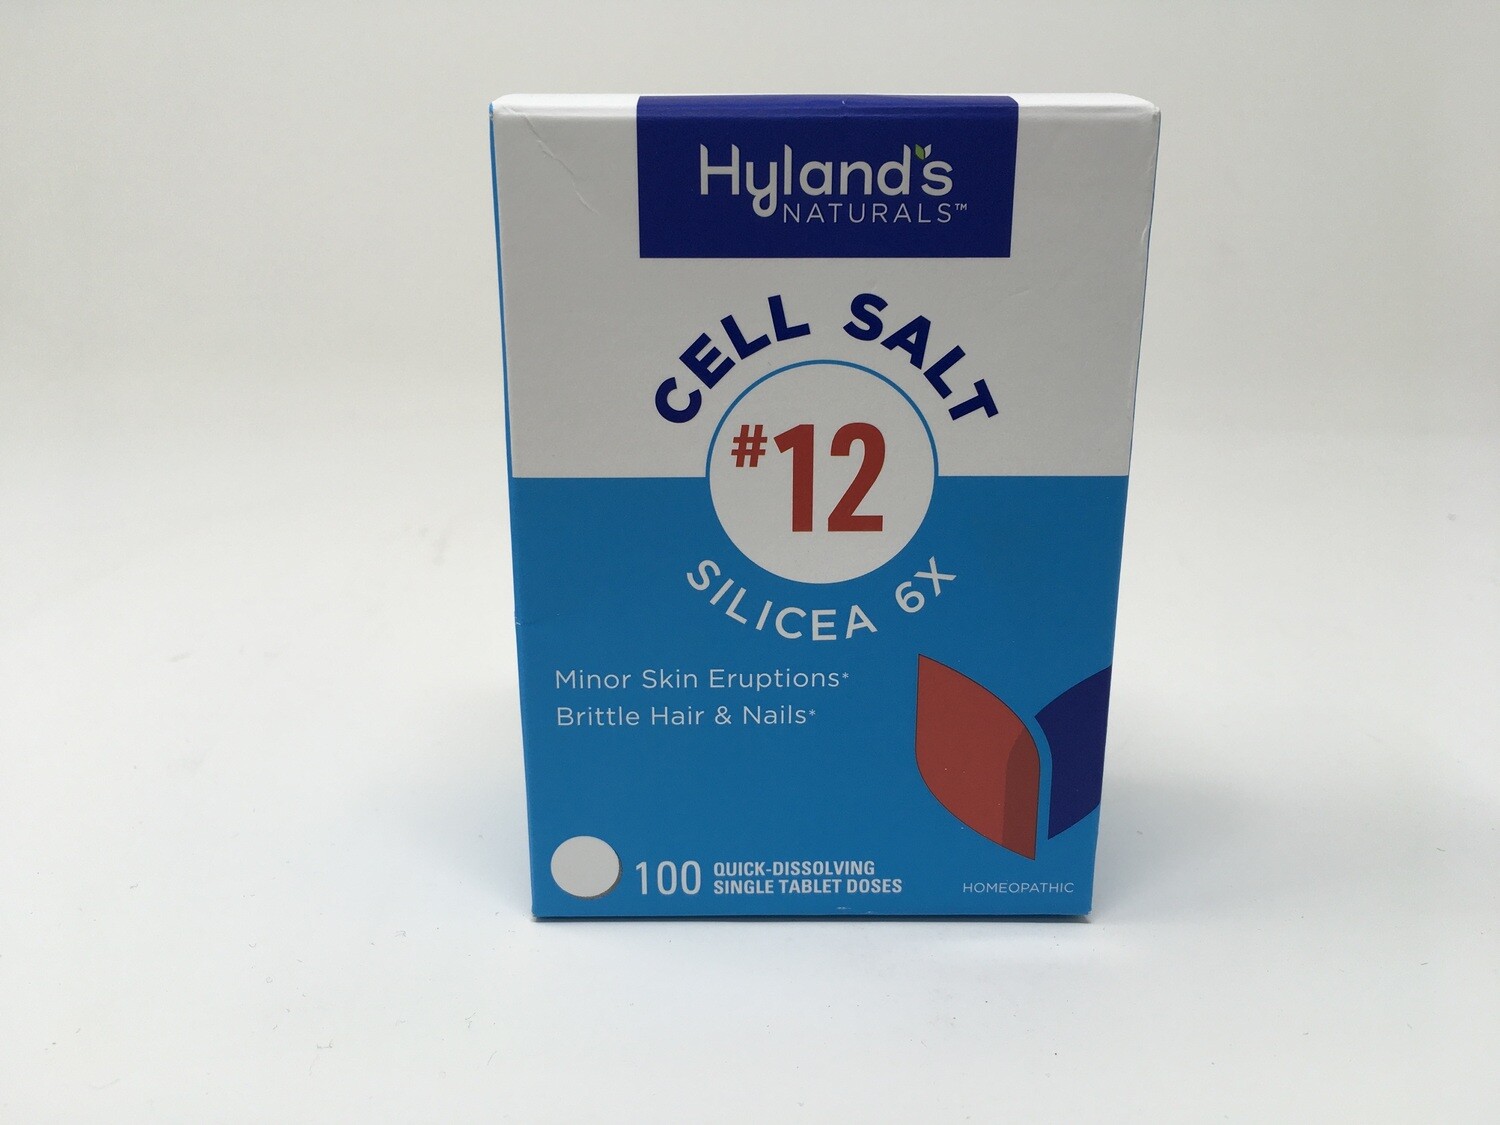 Hyland's
NATURALS™
CELL SALT
#12
SILICEA 6X
Minor Skin Eruptions*
Brittle Hair & Nails*
100 QUICK-DISSOLVING
SINGLE TABLET DOSES
HOMEOPATHIC